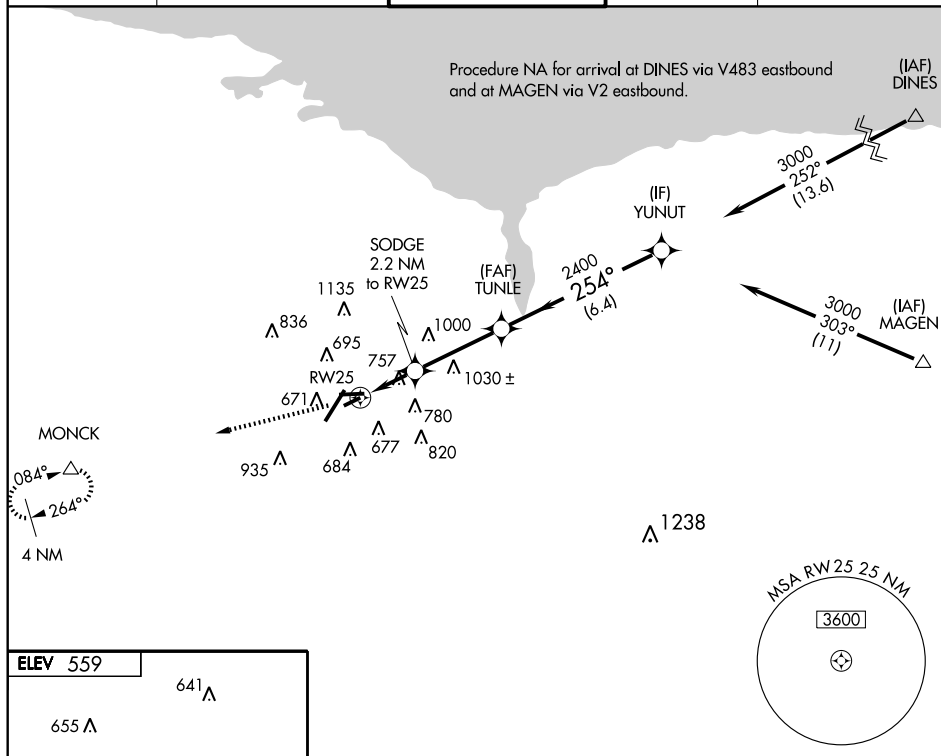 Procedure NA for arrival at DINES via V483 eastbound
and at MAGEN via V2 eastbound.
(IAF)
DINES
3000
252°
(13.6)
(IF)
YUNUT
SODGE
2.2 NM
to RW25
(FAF)
TUNLE
2400
254°
(6.4)
3000
303°
(11)
(IAF)
MAGEN
1135
836
1000
695
757
1030 ±
RW25
671
780
677
820
684
935
MONCK
084°
264°
4 NM
1238
MSA RW25 25 NM
3600
ELEV 559
641
655